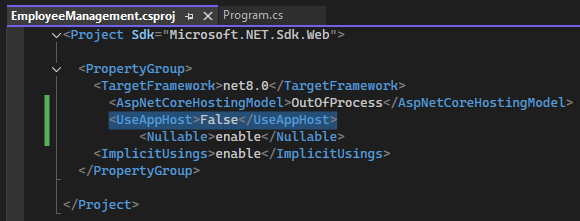 EmployeeManagement.csproj Program.cs
<Project Sdk="Microsoft.NET.Sdk.Web">
<PropertyGroup>
<TargetFramework>net8.0</TargetFramework>
<AspNetCoreHostingModel>OutOfProcess</AspNetCoreHostingModel>
<UseAppHost>False</UseAppHost>
<Nullable>enable</Nullable>
<ImplicitUsings>enable</ImplicitUsings>
</PropertyGroup>
</Project>